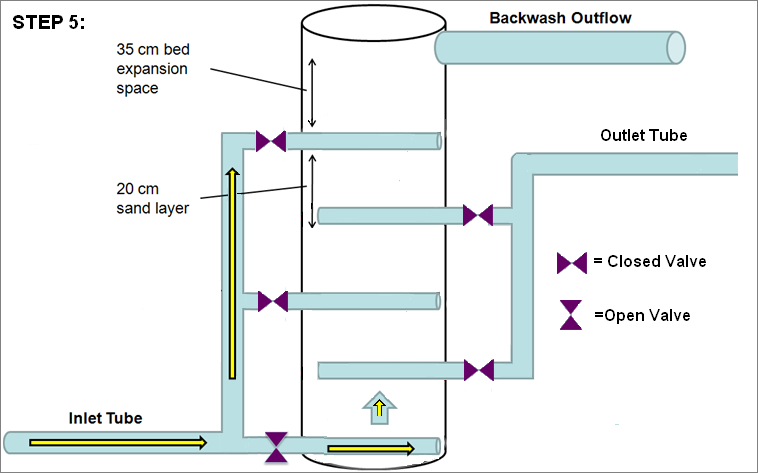 STEP 5:
Backwash Outflow
35 cm bed
expansion
space
Outlet Tube
20 cm
sand layer
= Closed Valve
=Open Valve
Inlet Tube